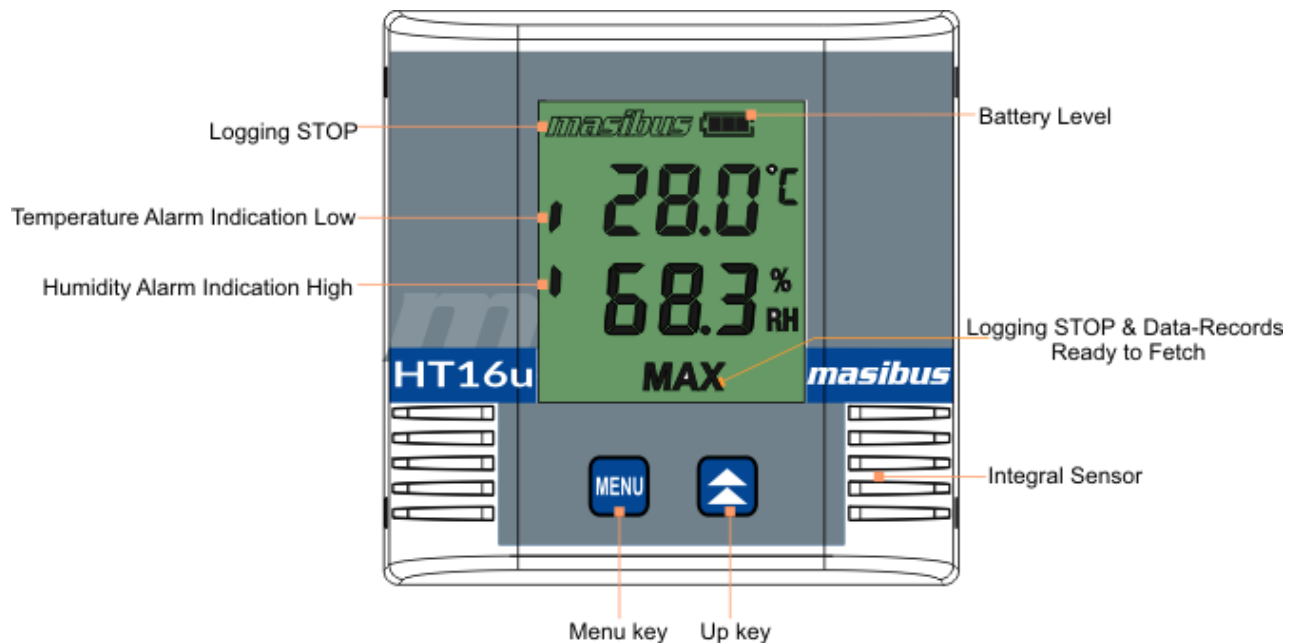 Logging STOP
masibus
Battery Level
28.0°C
Temperature Alarm Indication Low
Humidity Alarm Indication High
68.3 % RH
Logging STOP & Data-Records
Ready to Fetch
MAX
m
HT16u
masibus
MENU
Integral Sensor
Menu key
Up key